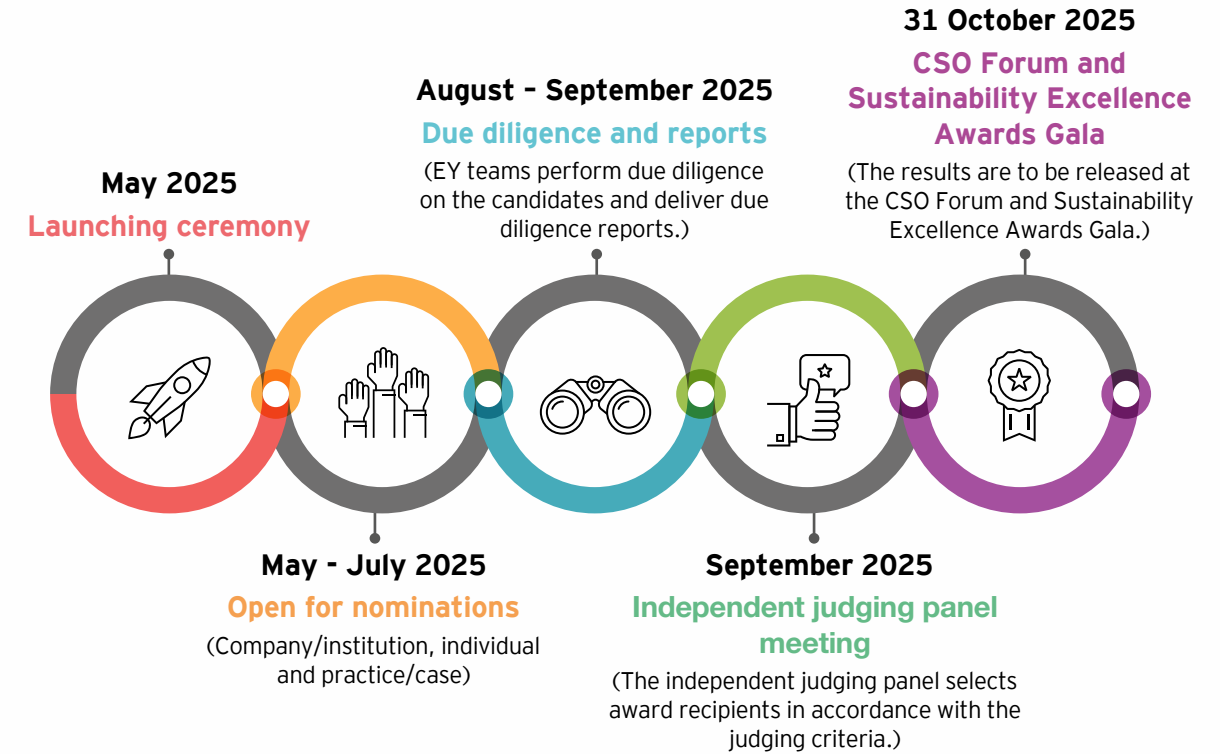 May 2025
Launching ceremony
May - July 2025
Open for nominations
(Company/institution, individual
and practice/case)
August – September 2025
Due diligence and reports
(EY teams perform due diligence
on the candidates and deliver due
diligence reports.)
September 2025
Independent judging panel
meeting
(The independent judging panel selects
award recipients in accordance with the
judging criteria.)
31 October 2025
CSO Forum and
Sustainability Excellence
Awards Gala
(The results are to be released at
the CSO Forum and Sustainability
Excellence Awards Gala.)